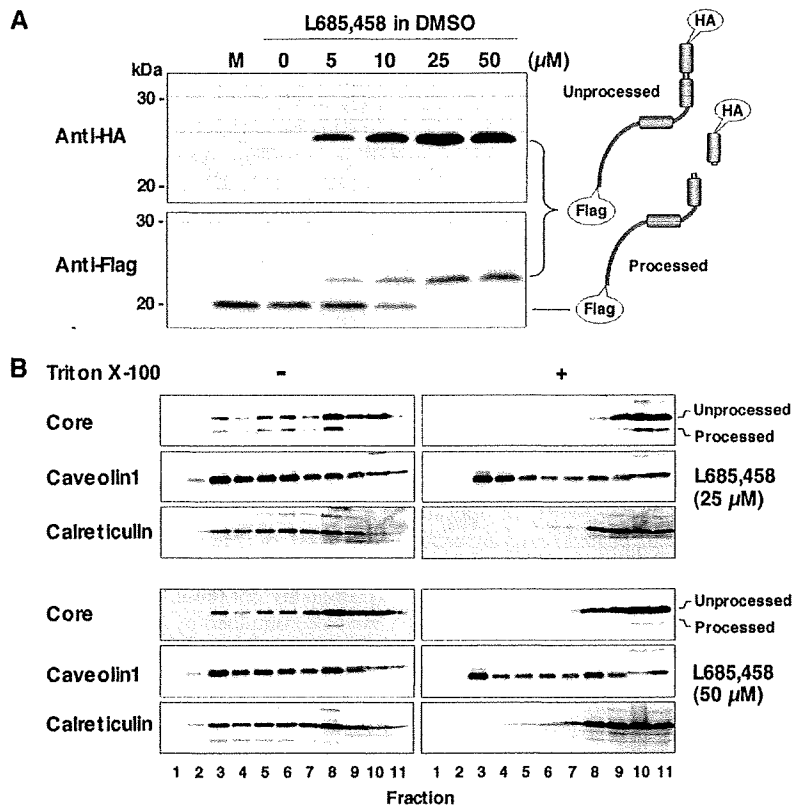 A
L685,458 in DMSO
kDa M 0 5 10 25 50 (μM)
30
Anti-HA
20
30
Anti-Flag
20
HA
Unprocessed
HA
Flag
Processed
Flag
B
Triton X-100 - +
Core
Unprocessed
Processed
Caveolin1
L685,458
(25 μM)
Calreticulin
Core
Unprocessed
Processed
Caveolin1
L685,458
(50 μM)
Calreticulin
1 2 3 4 5 6 7 8 9 10 11 1 2 3 4 5 6 7 8 9 10 11
Fraction